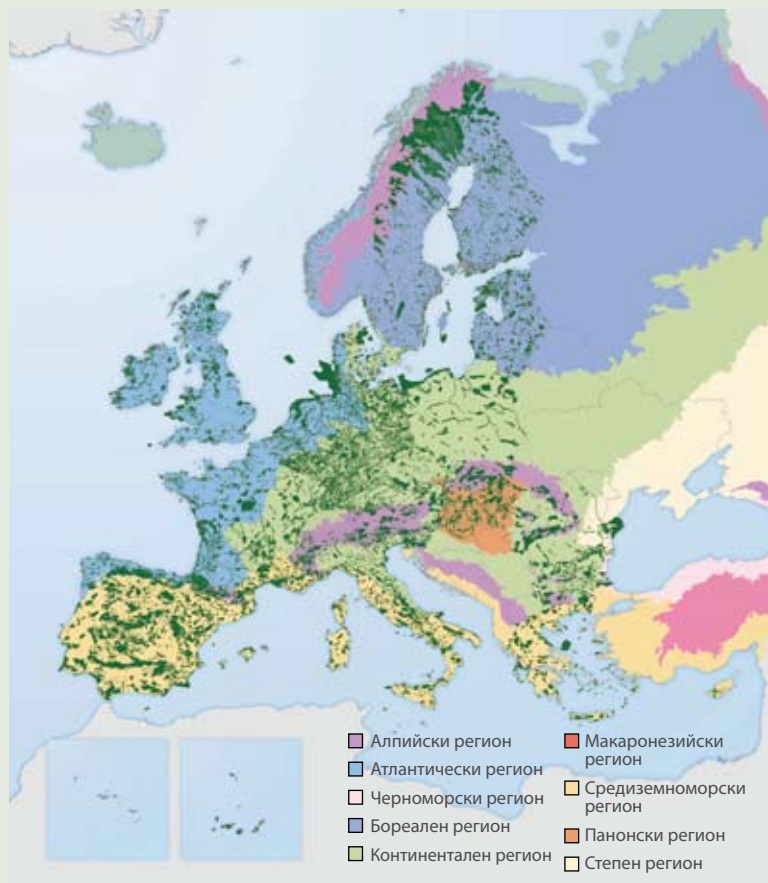 Алпийски регион
Атлантически регион
Черноморски регион
Бореален регион
Континентален регион
Макаронезийски
регион
Средиземноморски
регион
Панонски регион
Степен регион